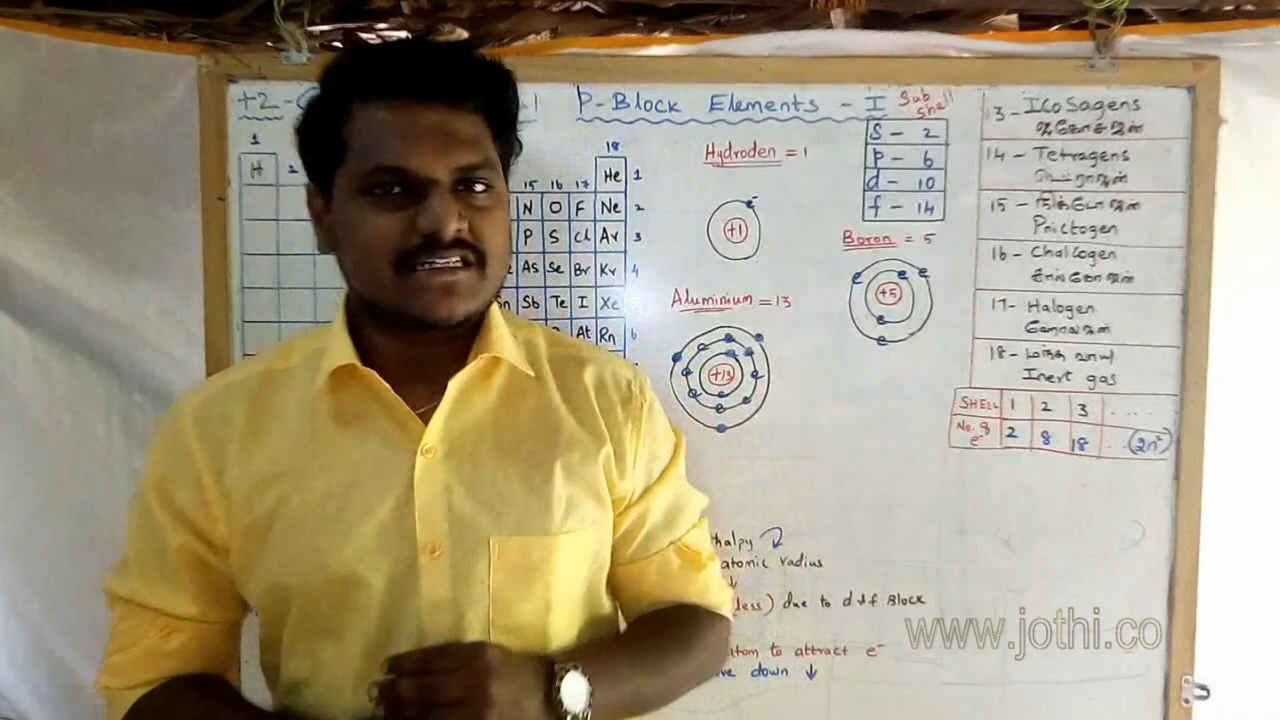 +2 - 1 P-Block Elements - I
Sub shell
S - 2
p - 6
d - 10
f - 14
1
18
H
He 1
15 16 17
N O F Ne 2
P S Cl Ar 3
As Se Br Kr 4
Sn Sb Te I Xe
At Rn 6
Hydroden = 1
e-
+1
Boron = 5
+5
Aluminium = 13
+13
13 - Icosagens
14 - Tetragens
15 -
Pnictogen
16 - Chalcogen
17 - Halogen
18 - மந்த வாயு
Inert gas
SHELL 1 2 3 ....
No. of e- 2 8 18 .. (2n²)
thalpy
atomic radius
↓
less) due to d & f Block
atom to attract e-
down ↓
www.jothi.co